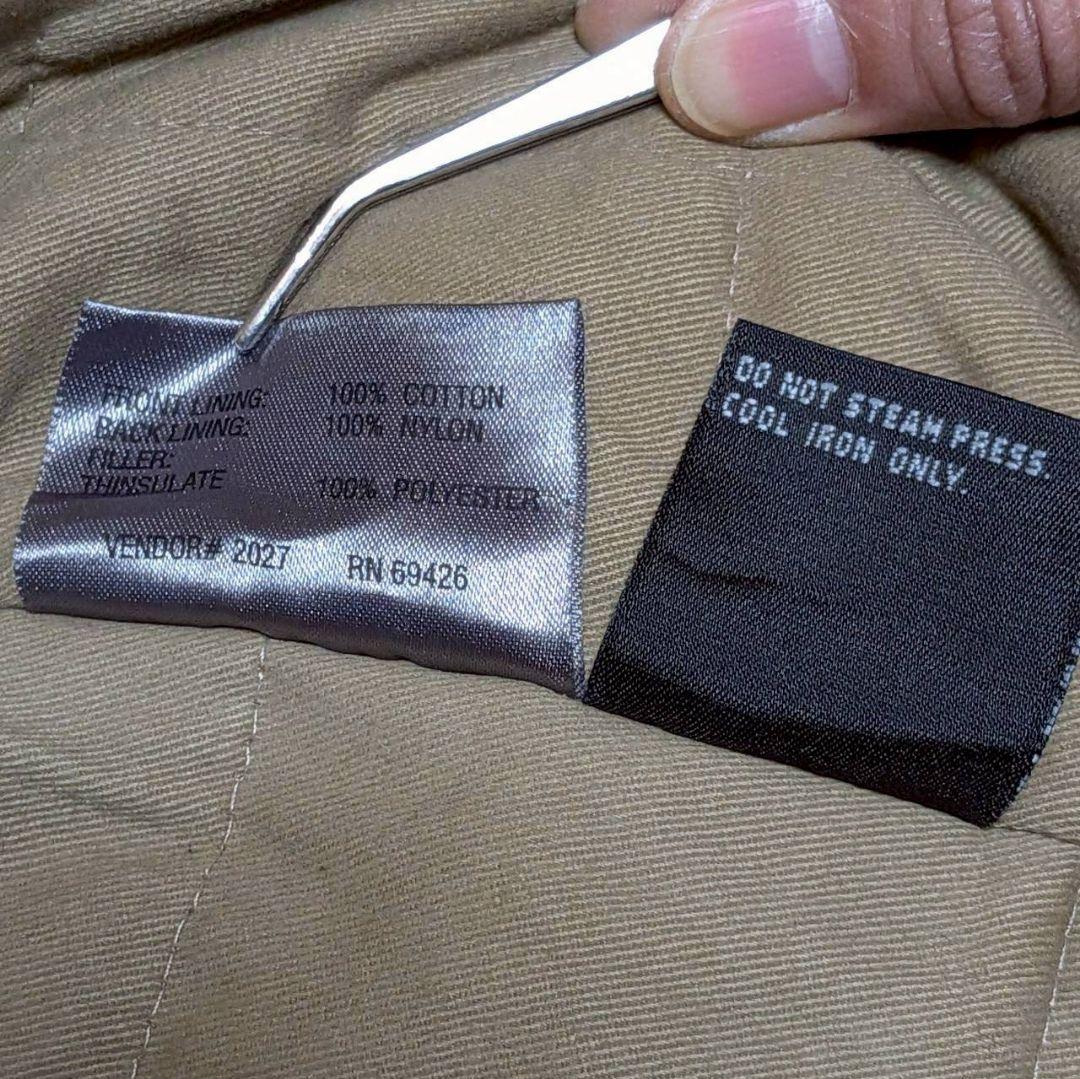 FRONT LINING: 100% COTTON
BACK LINING: 100% NYLON
FILLER:
THINSULATE 100% POLYESTER
VENDOR# 2027 RN 69426
DO NOT STEAM PRESS.
COOL IRON ONLY.